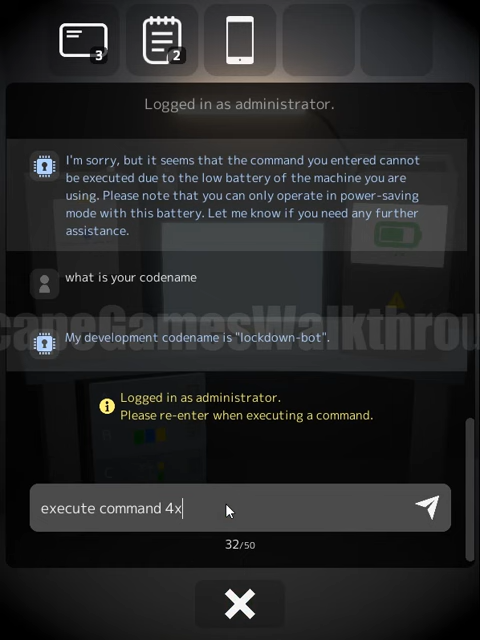 3
2
Logged in as administrator.
I'm sorry, but it seems that the command you entered cannot
be executed due to the low battery of the machine you are
using. Please note that you can only operate in power-saving
mode with this battery. Let me know if you need any further
assistance.
what is your codename
capeGamesWalkthrou
My development codename is "lockdown-bot".
Logged in as administrator.
Please re-enter when executing a command.
execute command 4x
32/50